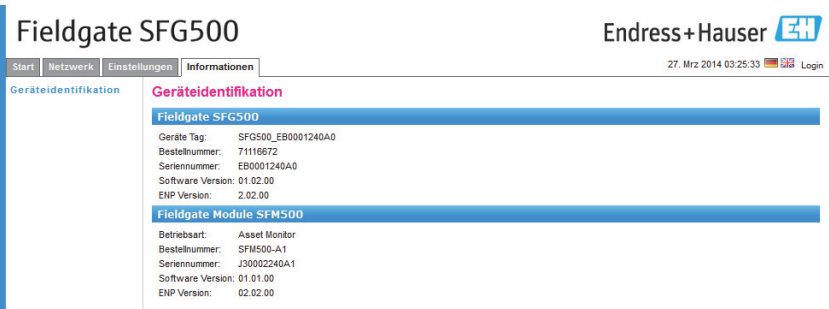 Fieldgate SFG500
Endress+Hauser EH
27. Mrz 2014 03:25:33 Login
Start Netzwerk Einstellungen Informationen
Geräteidentifikation
Geräteidentifikation
Fieldgate SFG500
Geräte Tag: SFG500_EB0001240A0
Bestellnummer: 71116672
Seriennummer: EB0001240A0
Software Version: 01.02.00
ENP Version: 2.02.00
Fieldgate Module SFM500
Betriebsart: Asset Monitor
Bestellnummer: SFM500-A1
Seriennummer: J30002240A1
Software Version: 01.01.00
ENP Version: 02.02.00